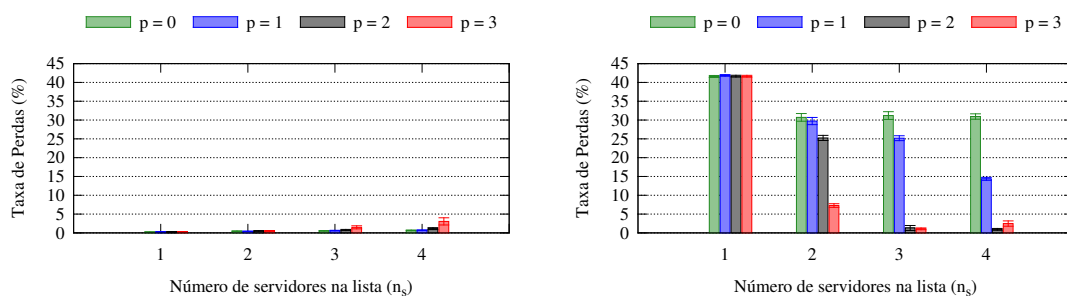 p = 0 p = 1 p = 2 p = 3
45
40
35
30
25
20
15
10
5
0
Taxa de Perdas (%)
1 2 3 4
Número de servidores na lista (nₛ)
p = 0 p = 1 p = 2 p = 3
45
40
35
30
25
20
15
10
5
0
Taxa de Perdas (%)
1 2 3 4
Número de servidores na lista (nₛ)